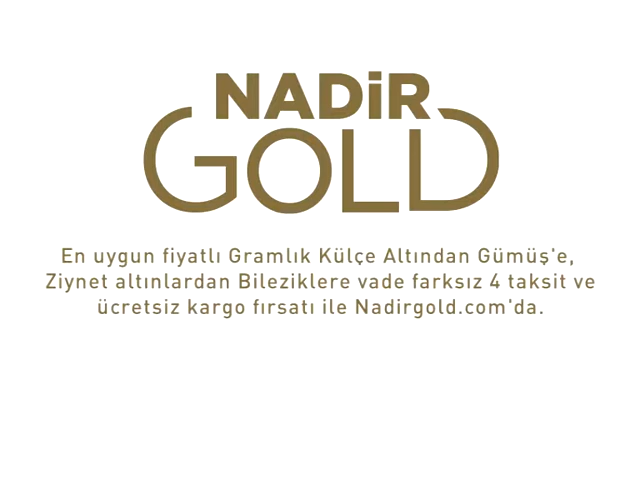 NADİR
GOLD
En uygun fiyatlı Gramlık Külçe Altından Gümüş'e,
Ziynet altınlardan Bileziklere vade farksız 4 taksit ve
ücretsiz kargo fırsatı ile Nadirgold.com'da.